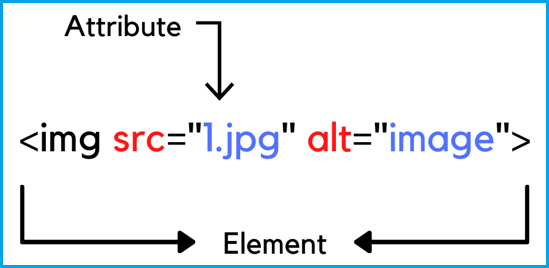 Attribute
<img src="1.jpg" alt="image">
Element